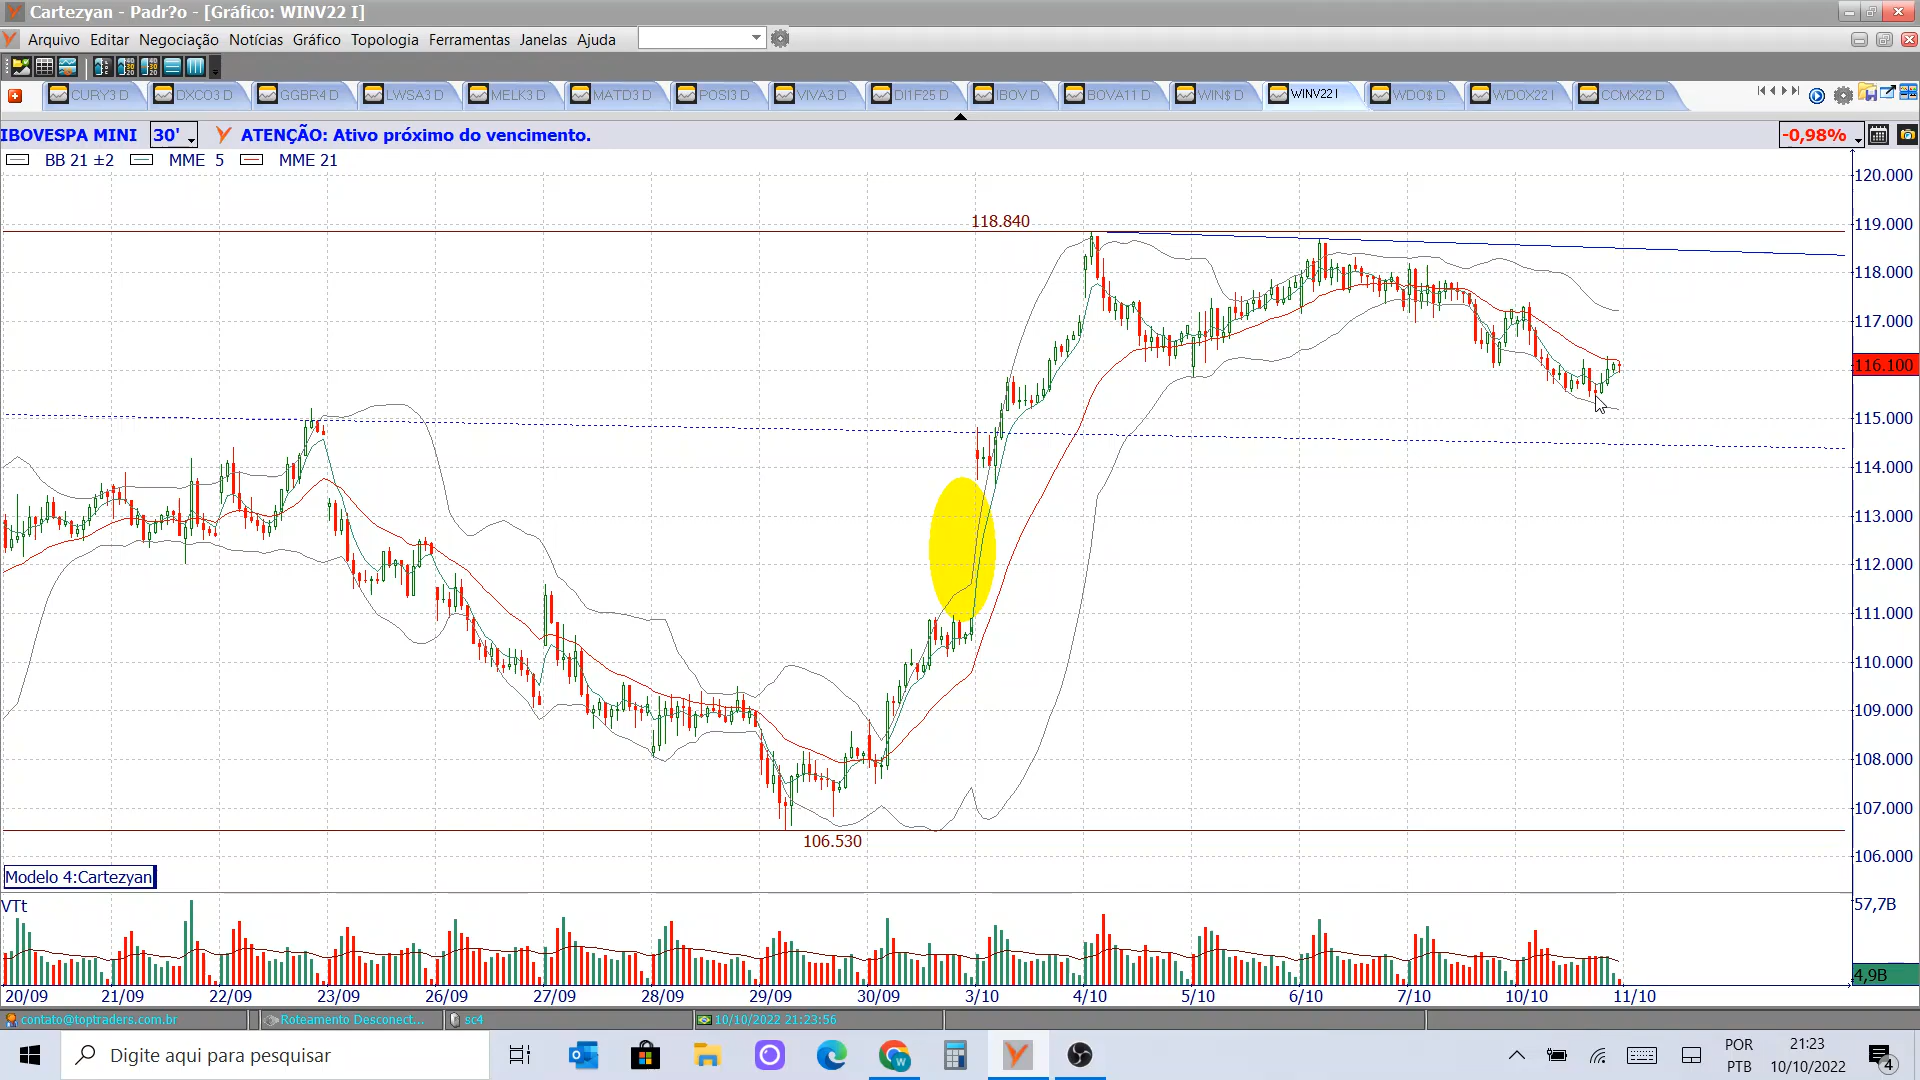 Cartezyan - Padr?o - [Gráfico: WINV22 I]
Arquivo Editar Negociação Notícias Gráfico Topologia Ferramentas Janelas Ajuda
CURY3 D DXCO3 D GGBR4 D LWSA3 D MELK3 D MATD3 D POSI3 D VIVA3 D DI1F25 D IBOV D BOVA11 D WIN$ D WINV22 I WDO$ D WDOX22 I CCMX22 D
IBOVESPA MINI 30' ATENÇÃO: Ativo próximo do vencimento. -0,98%
BB 21 ±2 MME 5 MME 21
120.000
118.840
119.000
118.000
117.000
116.100
115.000
114.000
113.000
112.000
111.000
110.000
109.000
108.000
107.000
106.530
106.000
Modelo 4:Cartezyan
VTt
57,7B
4,9B
20/09 21/09 22/09 23/09 26/09 27/09 28/09 29/09 30/09 3/10 4/10 5/10 6/10 7/10 10/10 11/10
contato@toptraders.com.br Roteamento Desconect... sc4 10/10/2022 21:23:56
Digite aqui para pesquisar
POR
PTB
21:23
10/10/2022
4